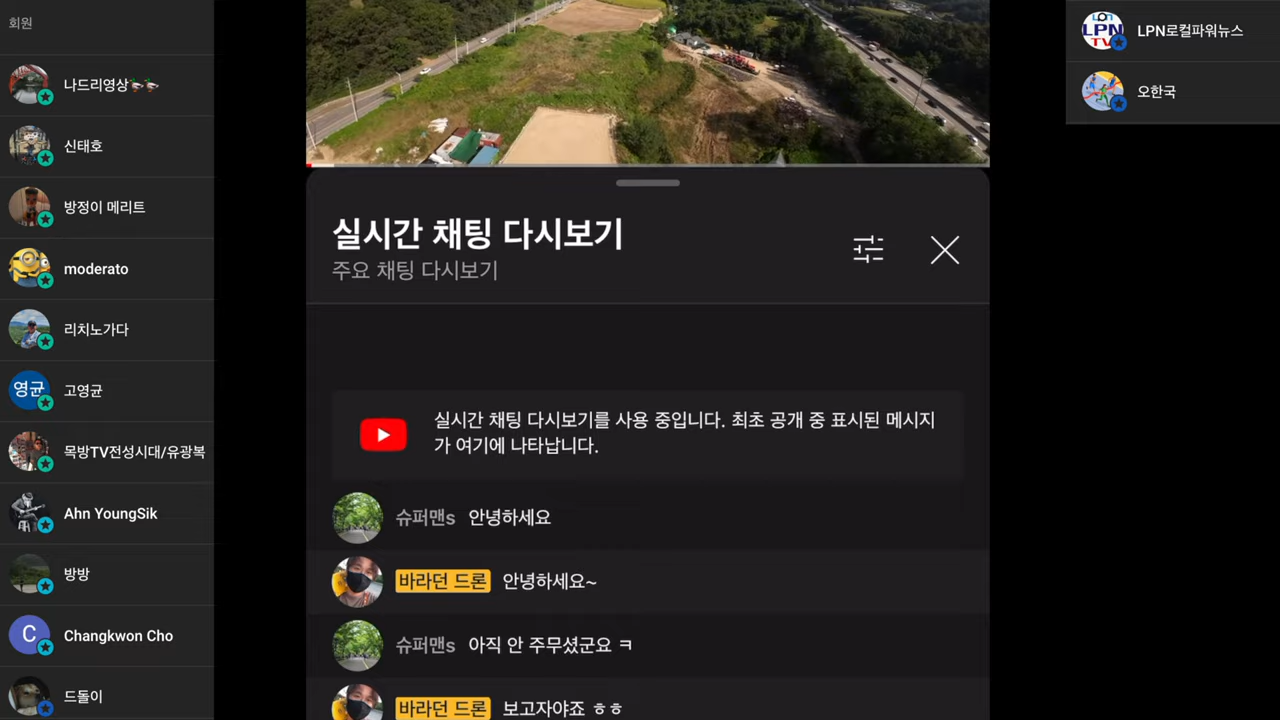 회원
나드리영상🦆🦆
신태호
방정이 메리트
moderato
리치노가다
영균
고영균
목방TV전성시대/유광복
Ahn YoungSik
방방
C
Changkwon Cho
드돌이
실시간 채팅 다시보기
주요 채팅 다시보기
실시간 채팅 다시보기를 사용 중입니다. 최초 공개 중 표시된 메시지
가 여기에 나타납니다.
슈퍼맨s 안녕하세요
바라던 드론 안녕하세요~
슈퍼맨s 아직 안 주무셨군요 ㅋ
바라던 드론 보고자야죠 ㅎㅎ
LPN
TV
LPN로컬파워뉴스
오한국